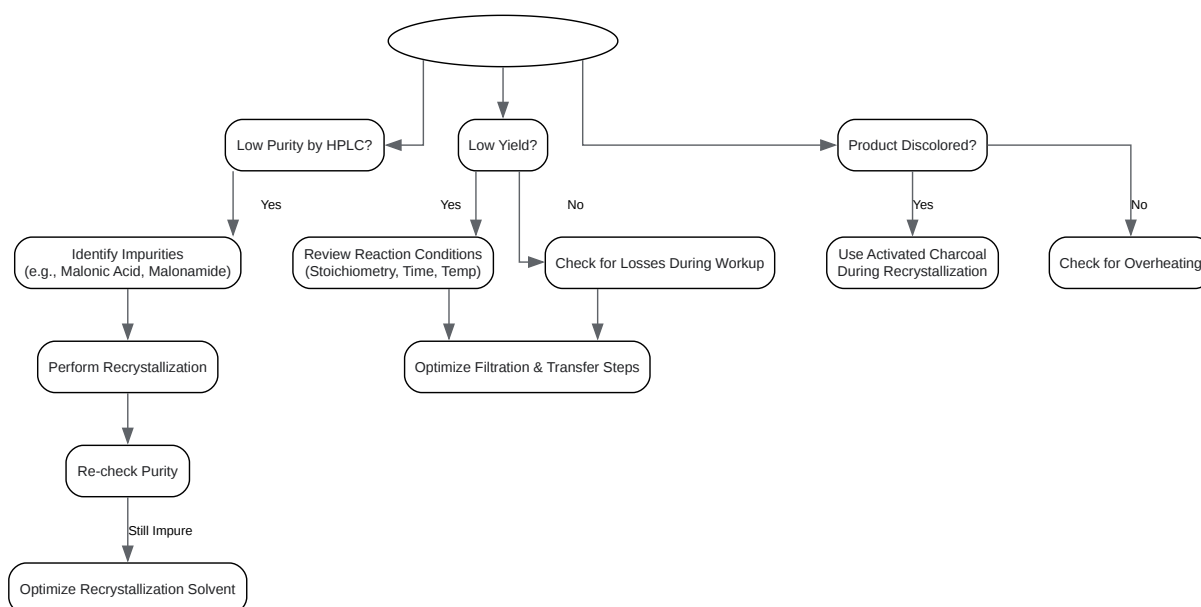 Low Purity by HPLC?
Low Yield?
Product Discolored?
Yes
Yes
No
Yes
No
Identify Impurities
(e.g., Malonic Acid, Malonamide)
Review Reaction Conditions
(Stoichiometry, Time, Temp)
Check for Losses During Workup
Use Activated Charcoal
During Recrystallization
Check for Overheating
Perform Recrystallization
Optimize Filtration & Transfer Steps
Re-check Purity
Still Impure
Optimize Recrystallization Solvent